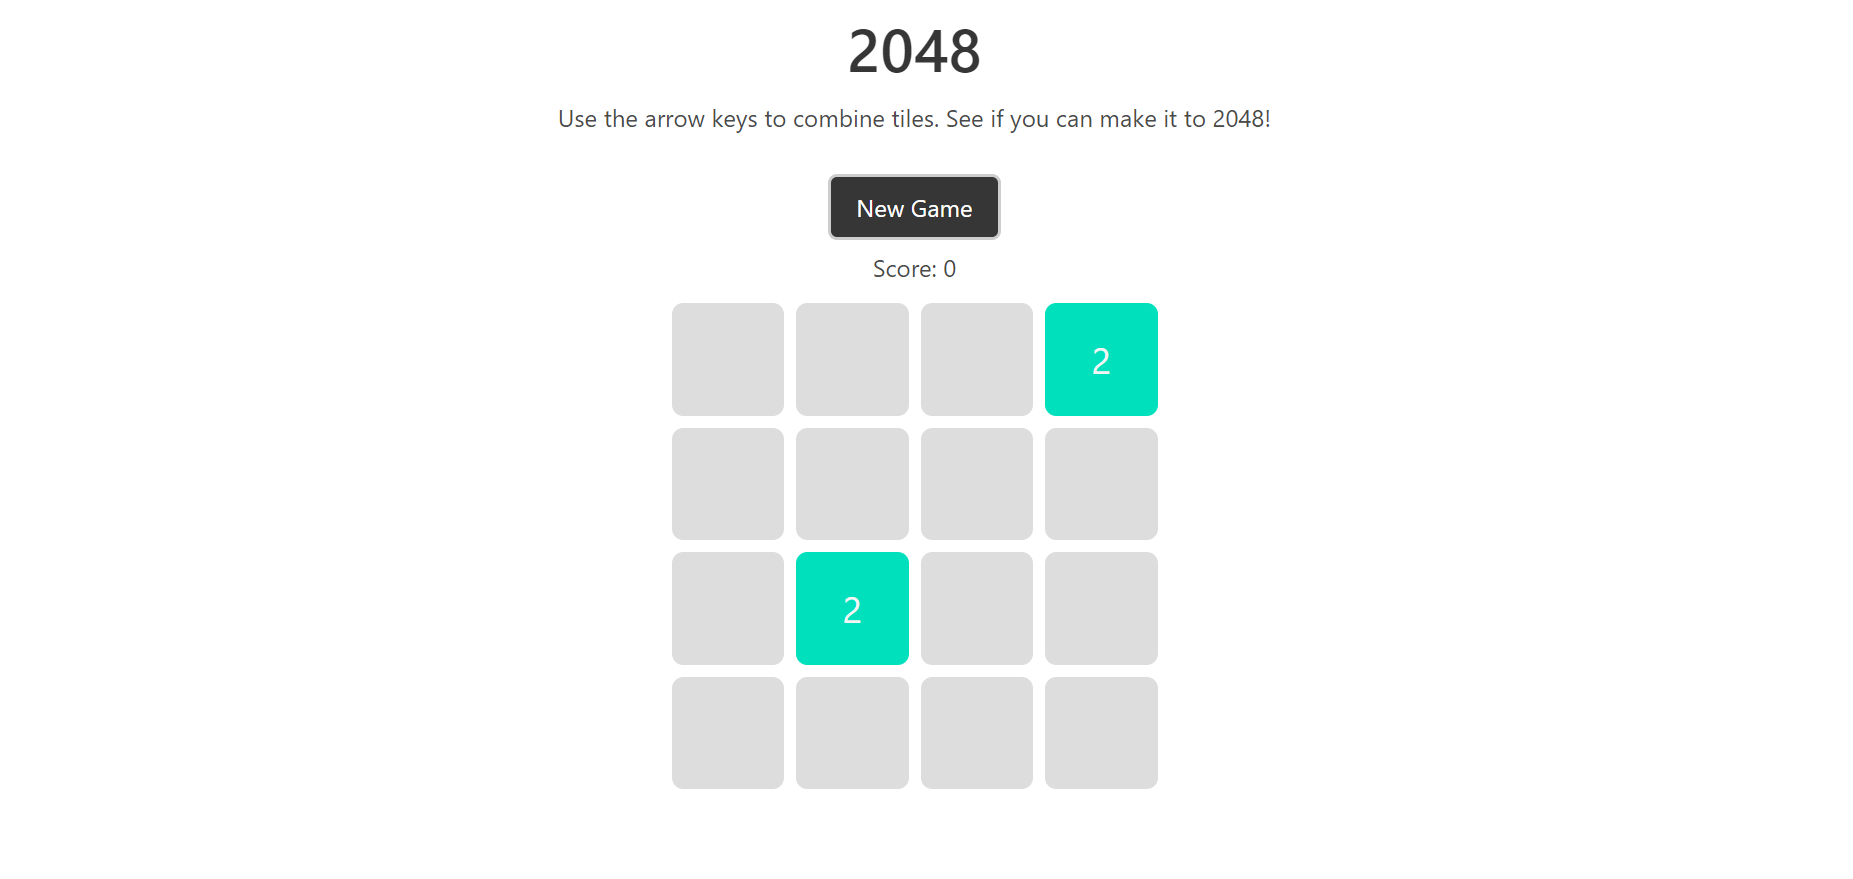 2048
Use the arrow keys to combine tiles. See if you can make it to 2048!
New Game
Score: 0
2
2